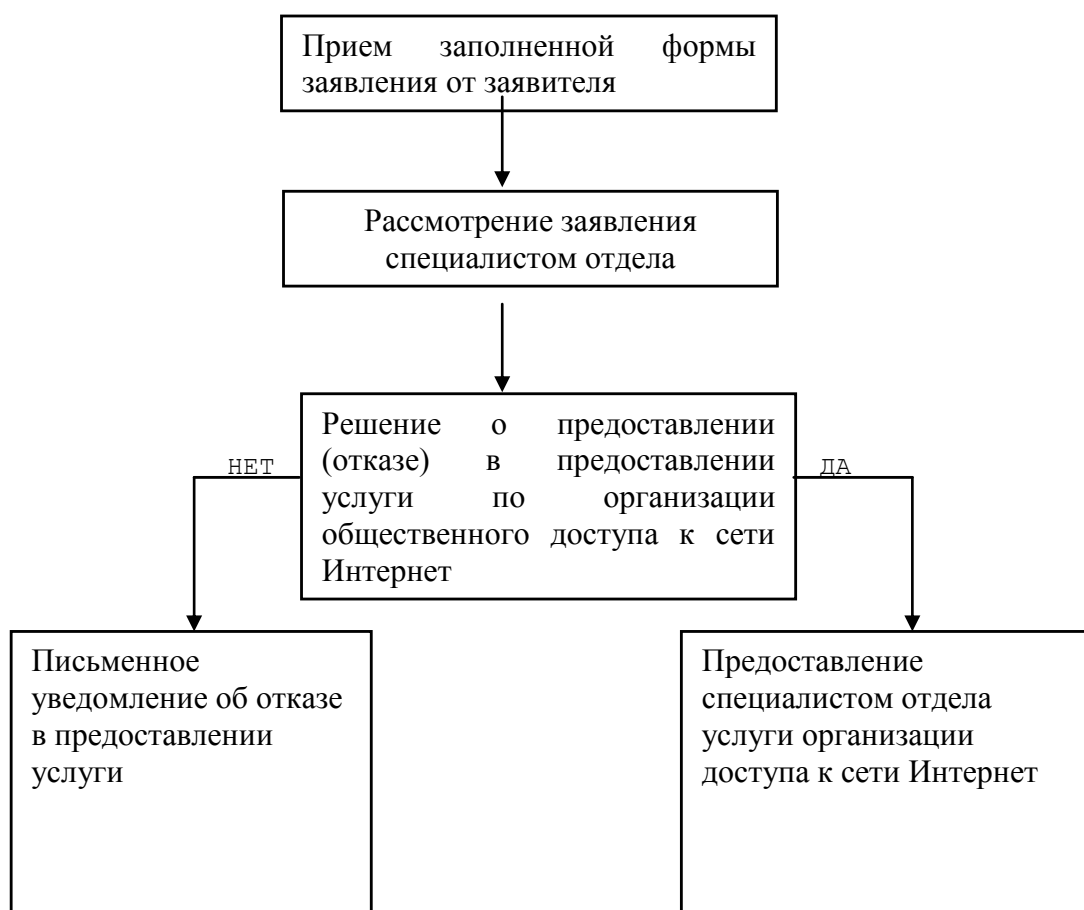 Прием заполненной формы
заявления от заявителя
Рассмотрение заявления
специалистом отдела
Решение о предоставлении
(отказе) в предоставлении
услуги по организации
общественного доступа к сети
Интернет
НЕТ
ДА
Письменное
уведомление об отказе
в предоставлении
услуги
Предоставление
специалистом отдела
услуги организации
доступа к сети Интернет